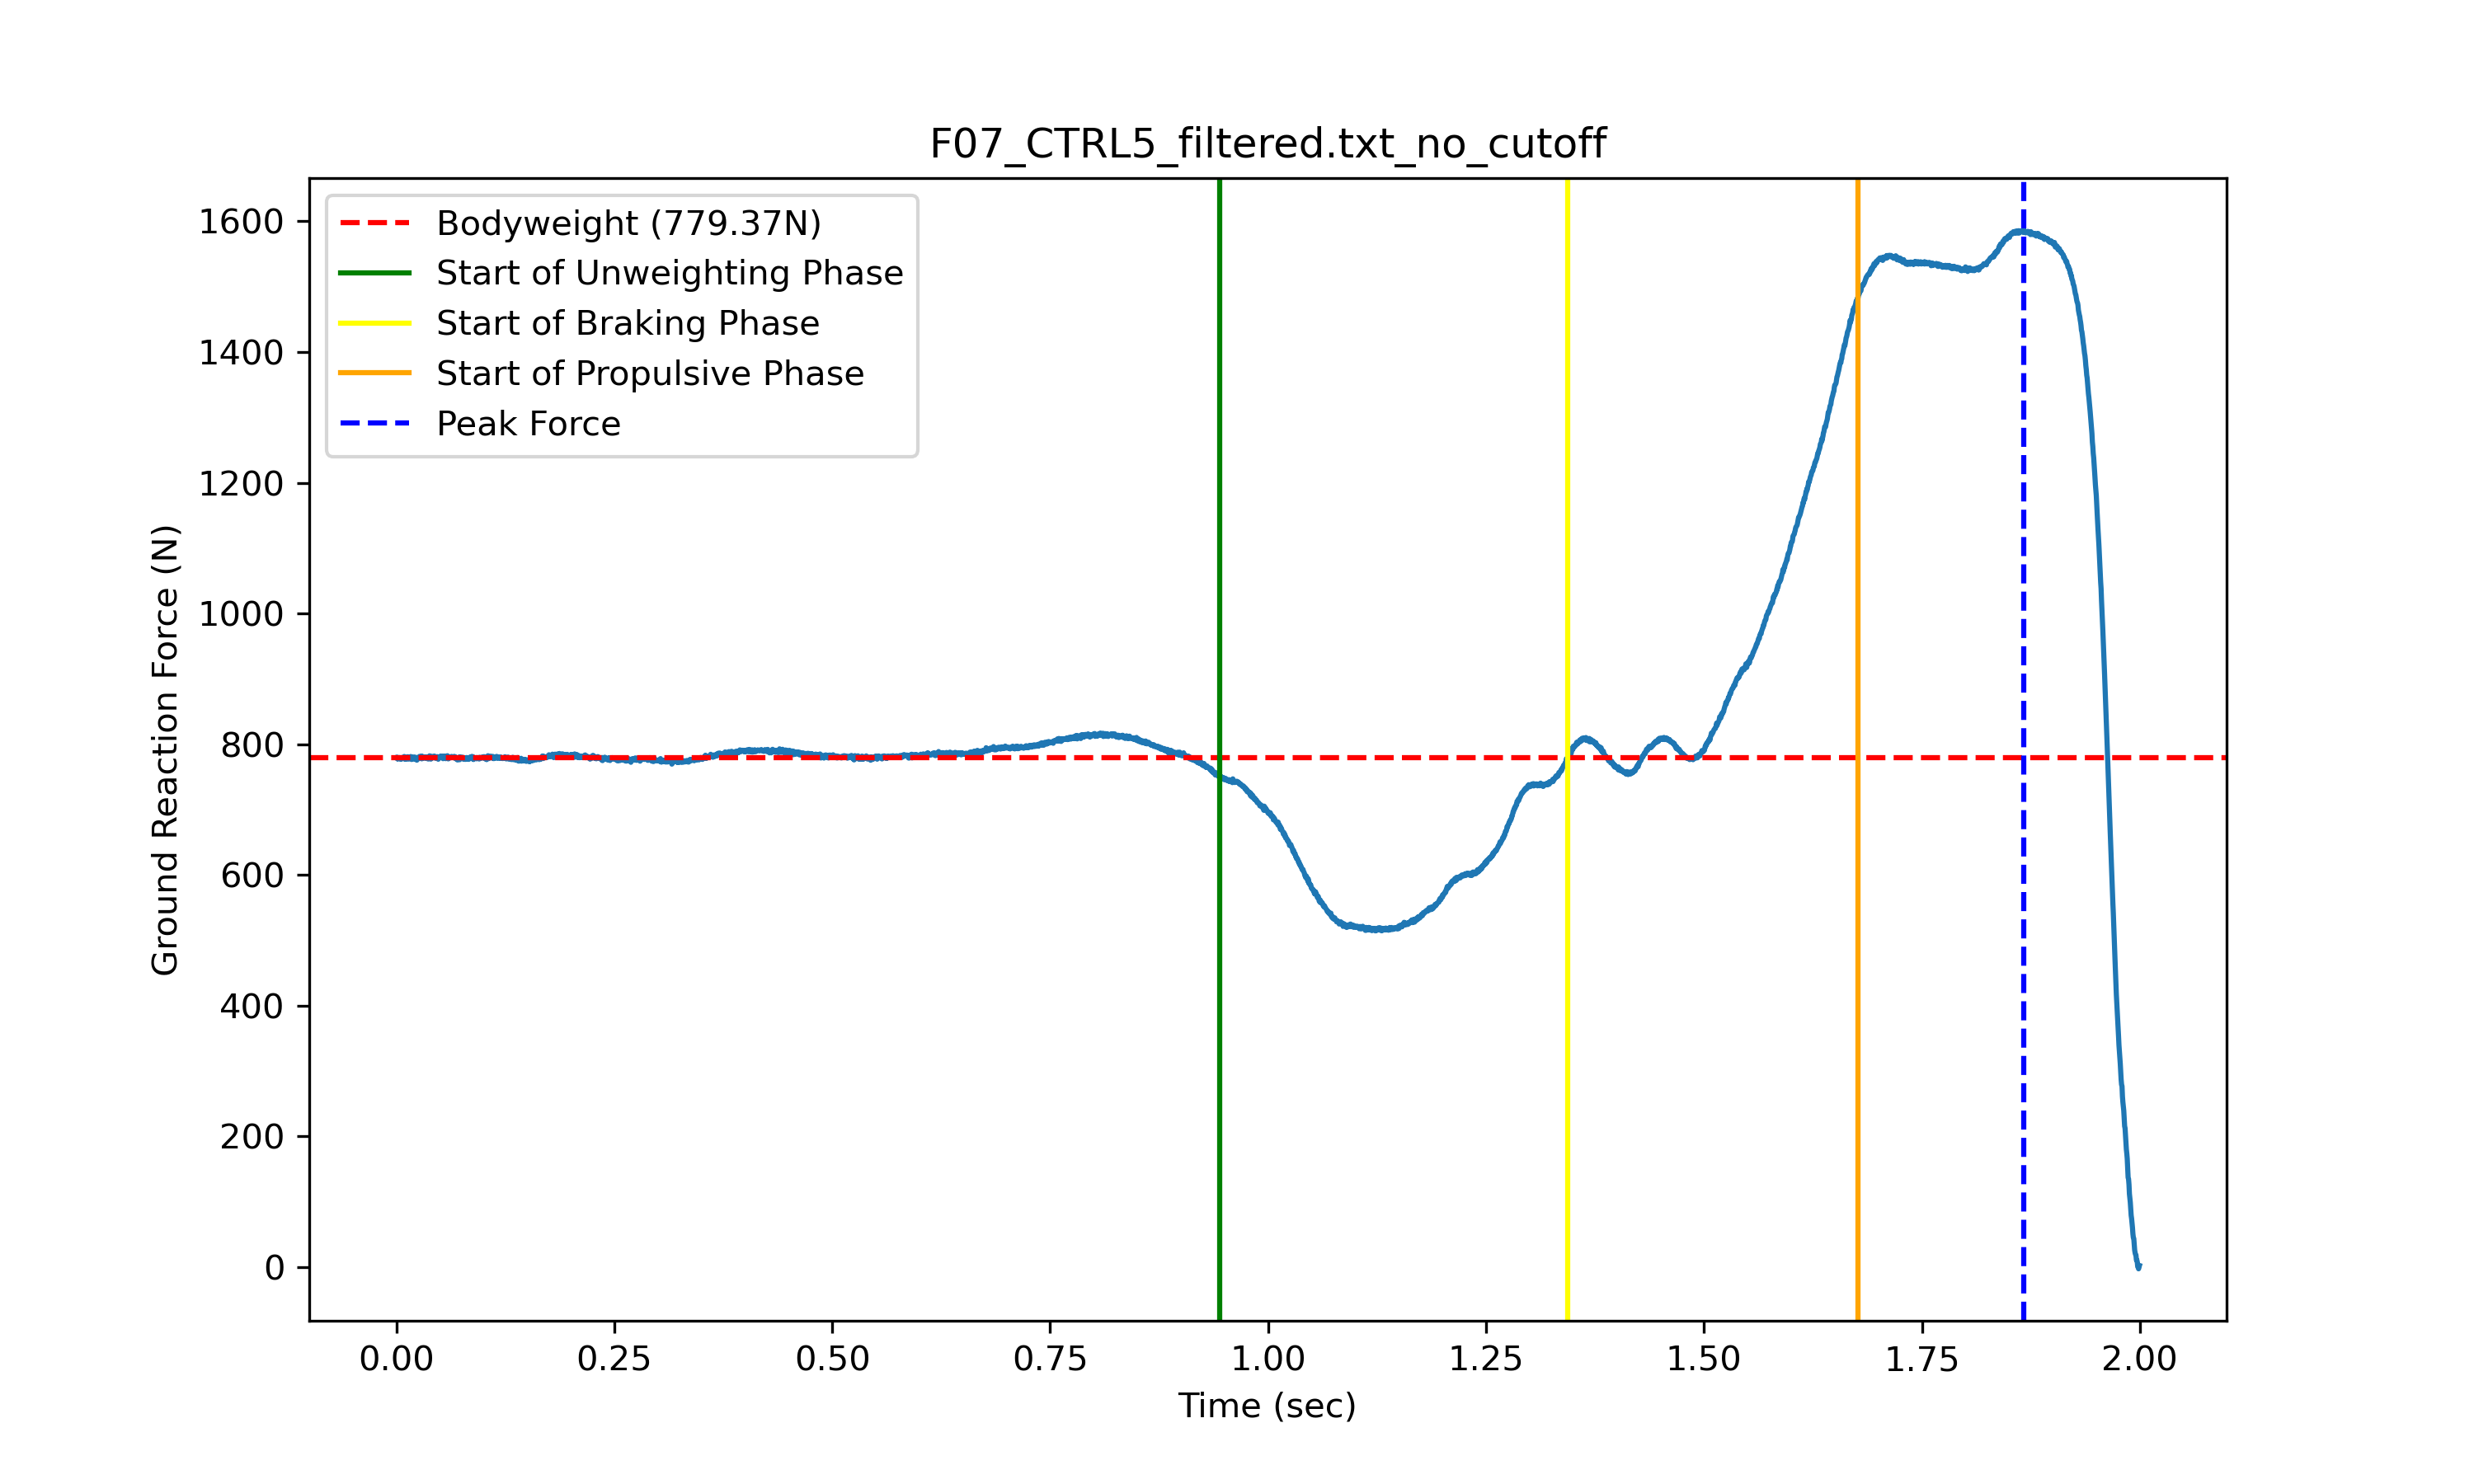 F07_CTRL5_filtered.txt_no_cutoff
Bodyweight (779.37N)
Start of Unweighting Phase
Start of Braking Phase
Start of Propulsive Phase
Peak Force
Ground Reaction Force (N)
1600
1400
1200
1000
800
600
400
200
0
0.00 0.25 0.50 0.75 1.00 1.25 1.50 1.75 2.00
Time (sec)